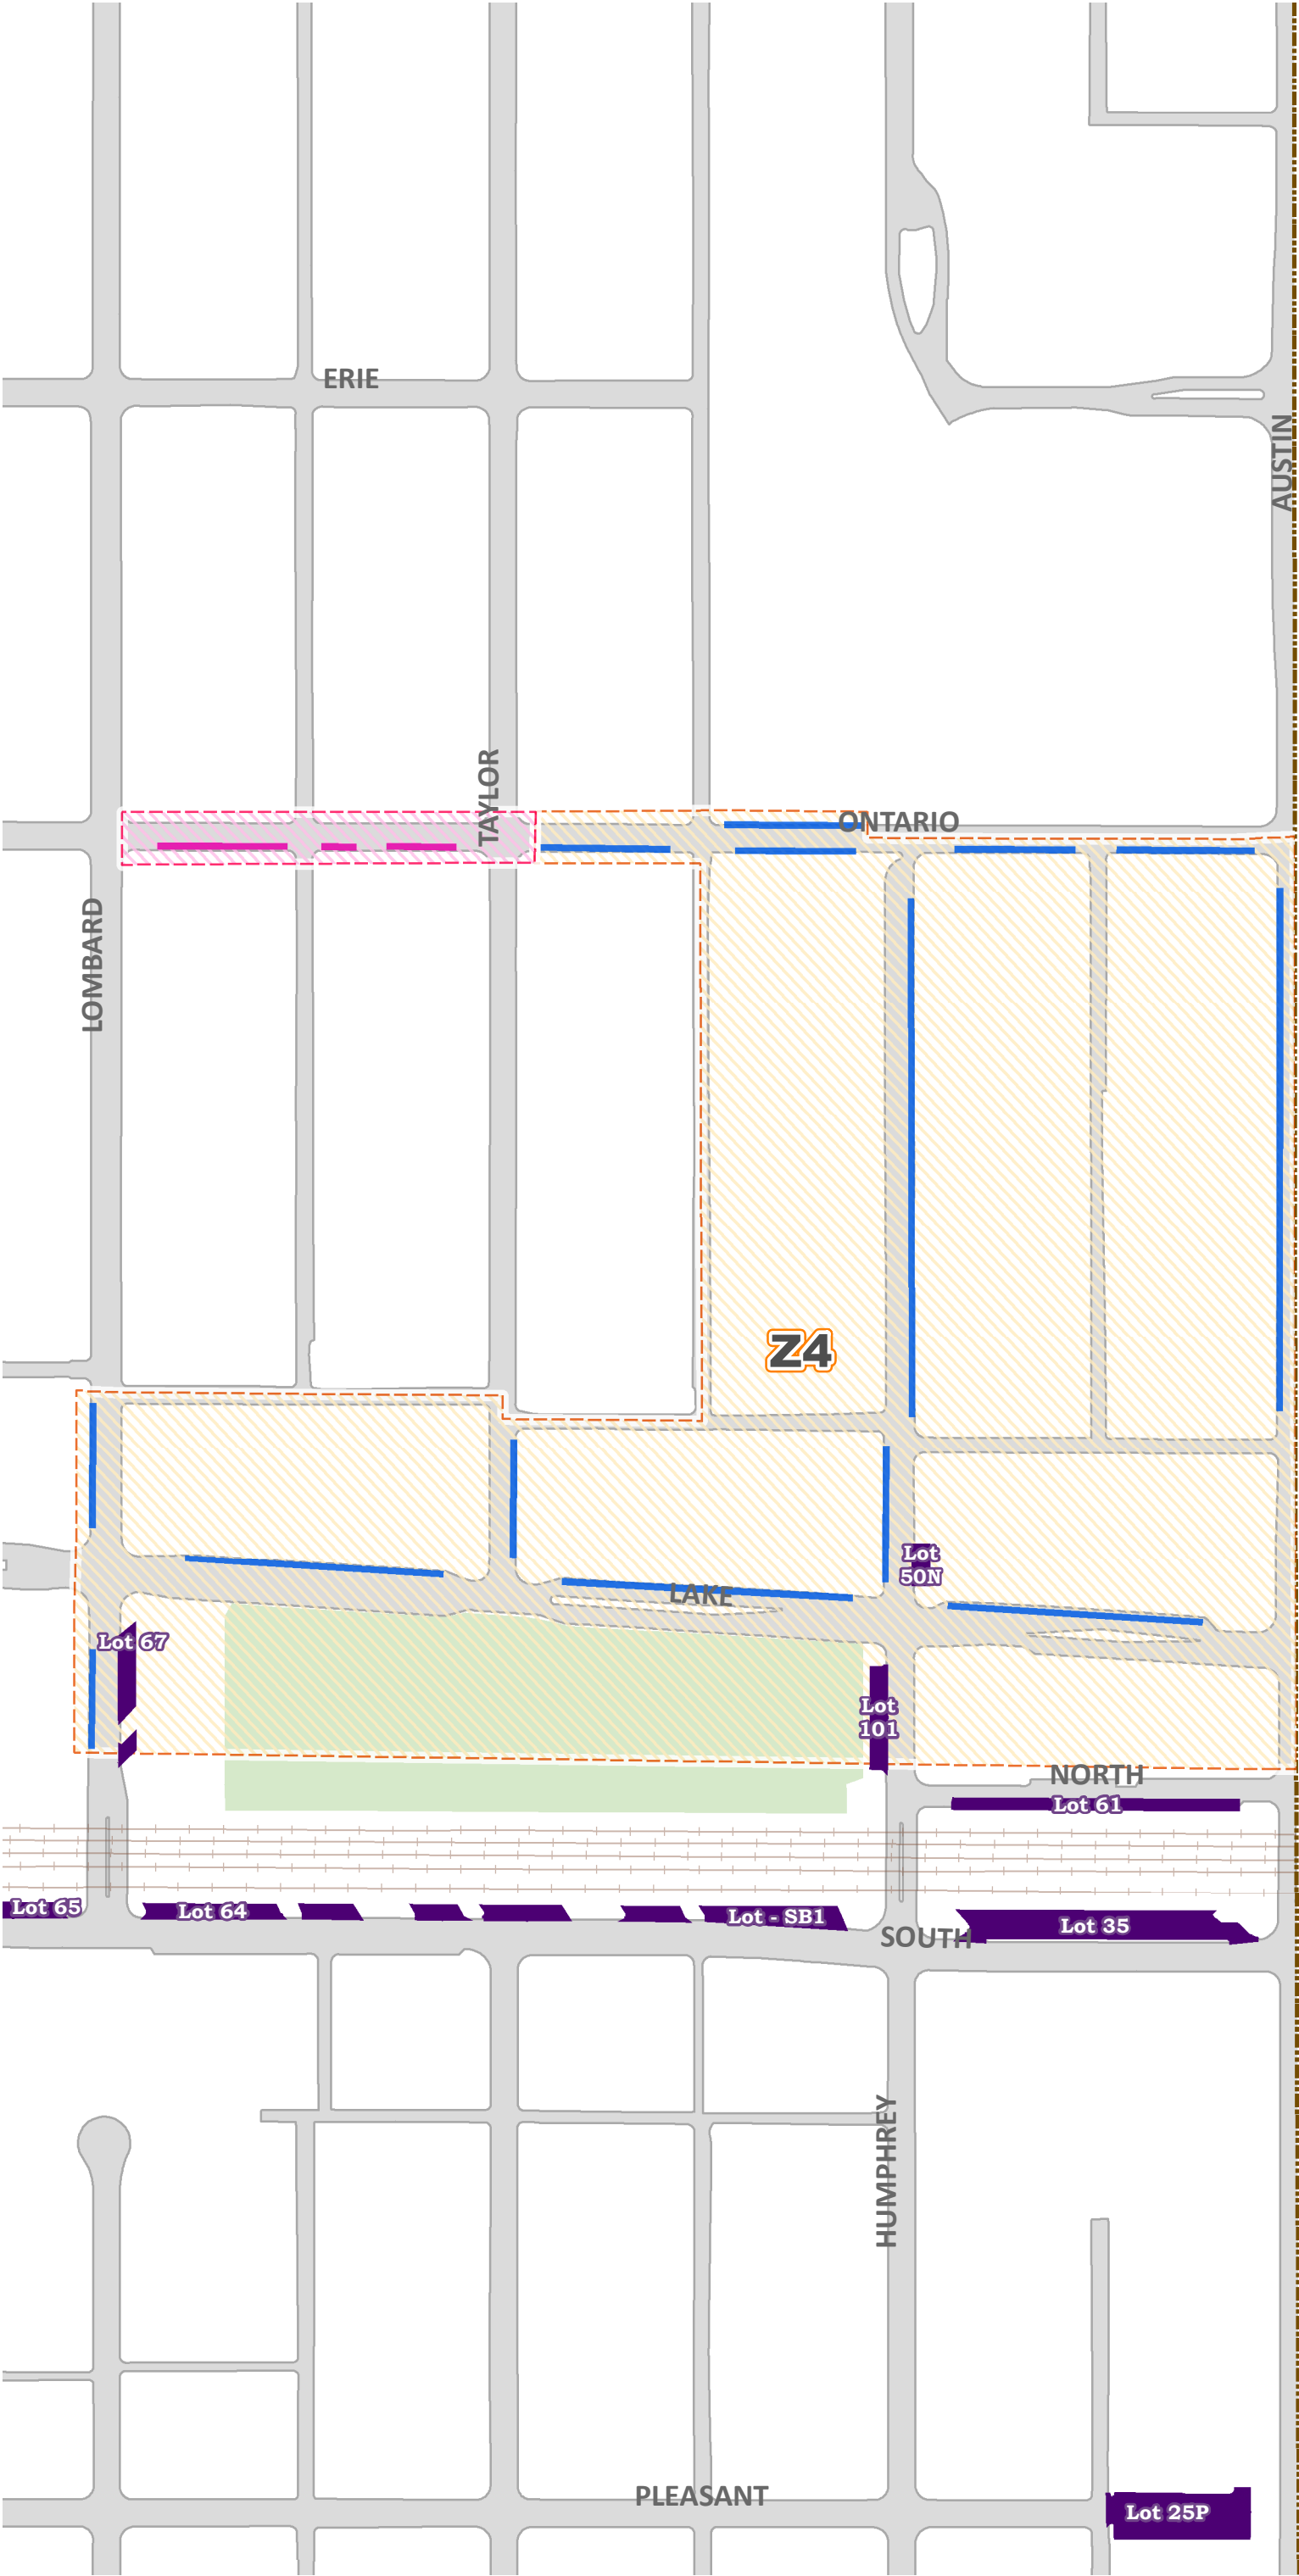 ERIE
AUSTIN
TAYLOR
ONTARIO
LOMBARD
Z4
Lot
50N
LAKE
Lot 67
Lot
101
NORTH
Lot 61
Lot 65
Lot 64
Lot - SB1
Lot 35
SOUTH
HUMPHREY
PLEASANT
Lot 25P